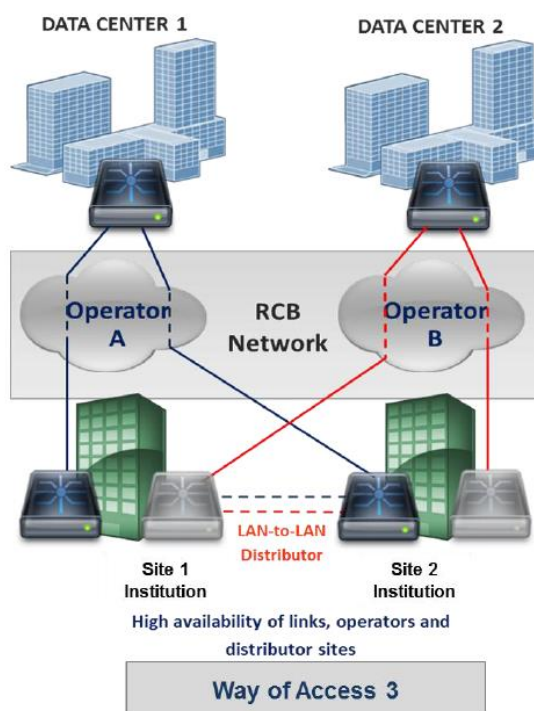 DATA CENTER 1
DATA CENTER 2
Operator
A
RCB
Network
Operator
B
LAN-to-LAN
Distributor
Site 1
Institution
Site 2
Institution
High availability of links, operators and
distributor sites
Way of Access 3